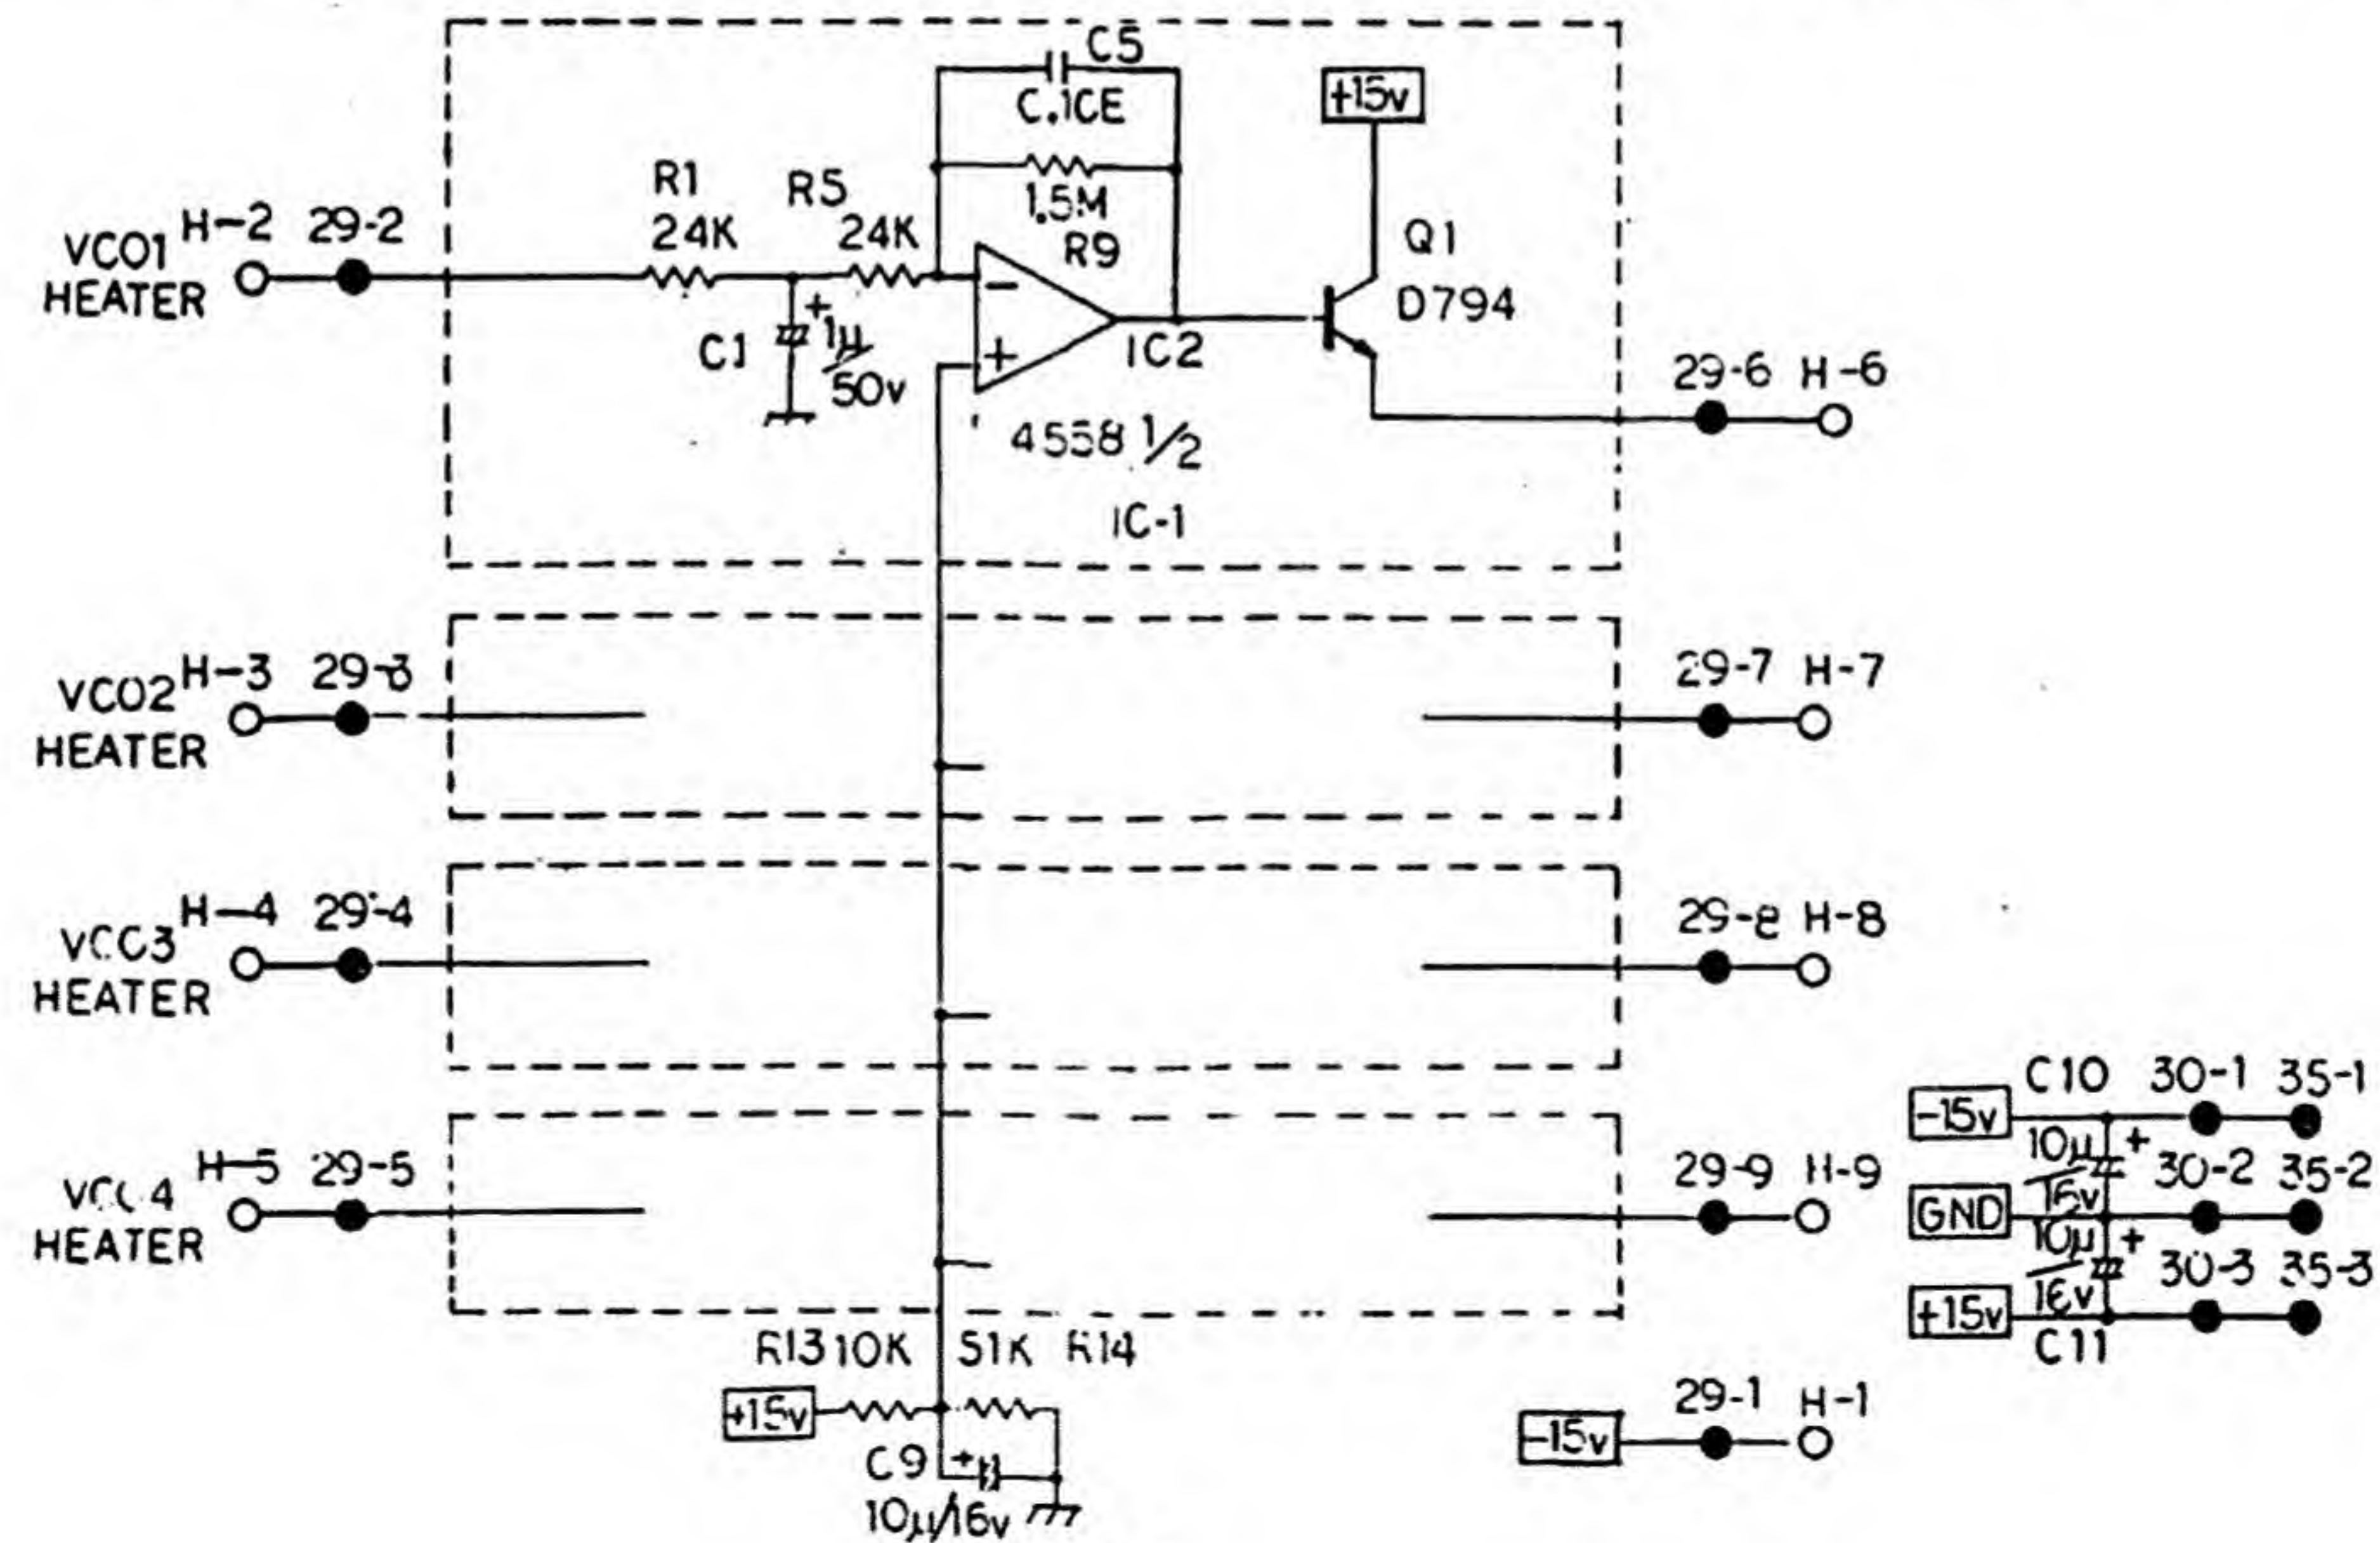 C5
C.1CE
+15v
R1
24K
R5
24K
1.5M
R9
VCO1
HEATER
H-2 29-2
Q1
D794
C1
+
1µ/50v
−
+
IC2
4558 1/2
IC-1
29-6 H-6
VCO2
HEATER
H-3 29-3
29-7 H-7
VCO3
HEATER
H-4 29-4
29-8 H-8
VCO4
HEATER
H-5 29-5
29-9 H-9
-15v
C10 30-1 35-1
10µ/16v
+
GND
30-2 35-2
10µ/16v
+
+15v
30-3 35-3
C11
R13 10K 51K R14
+15v
C9
+
10µ/16v
-15v
29-1 H-1